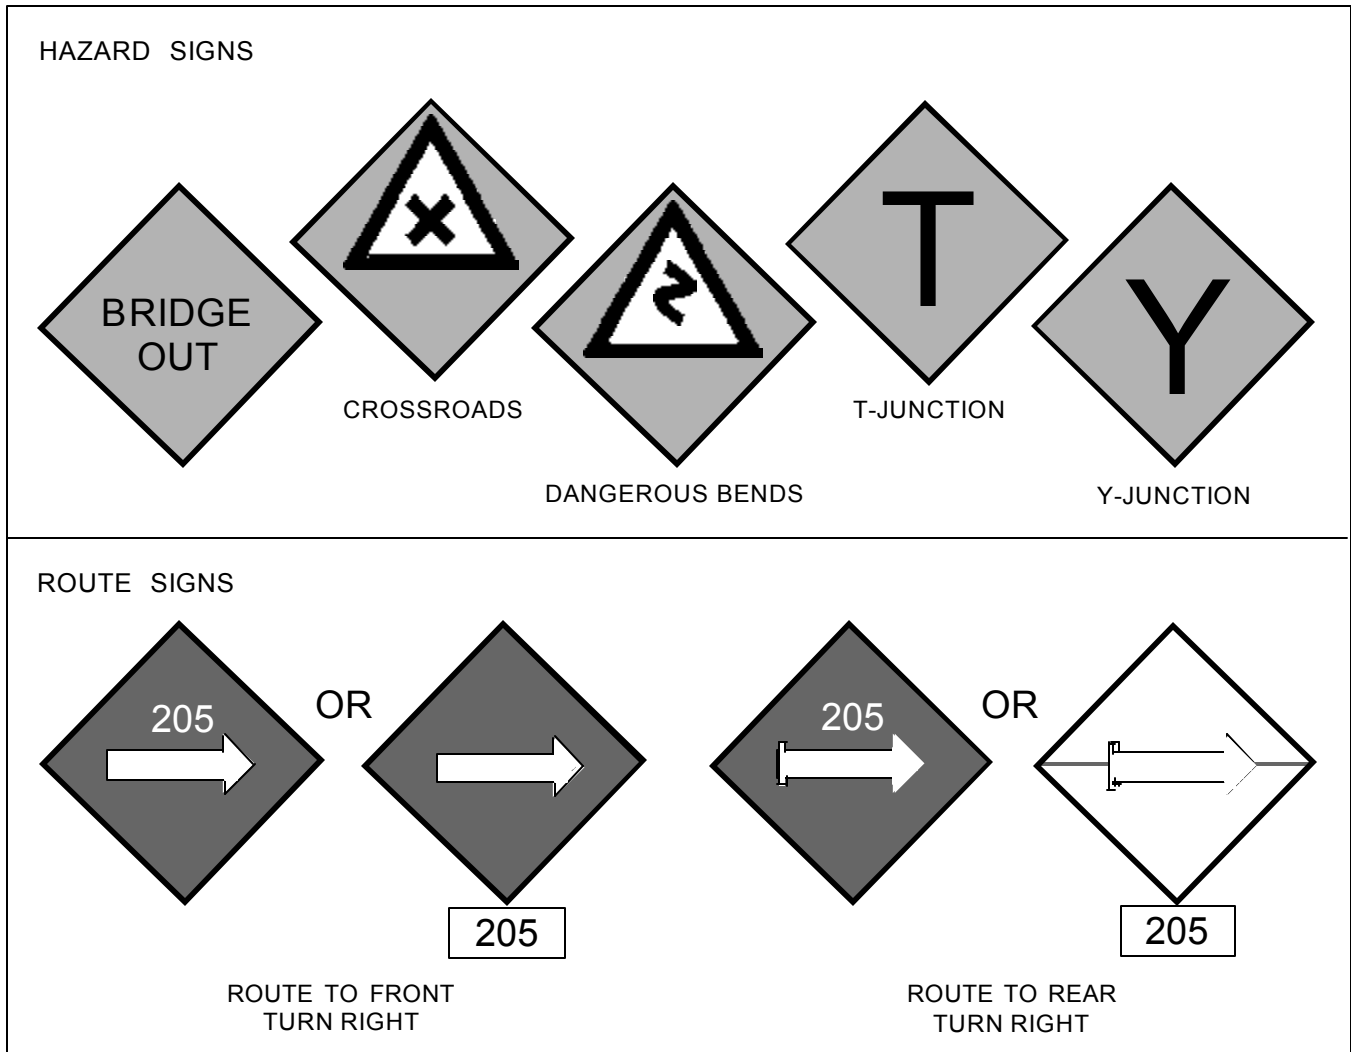 HAZARD SIGNS
BRIDGE
OUT
CROSSROADS
DANGEROUS BENDS
T
T-JUNCTION
Y
Y-JUNCTION
ROUTE SIGNS
205
OR
205
ROUTE TO FRONT
TURN RIGHT
205
OR
205
ROUTE TO REAR
TURN RIGHT